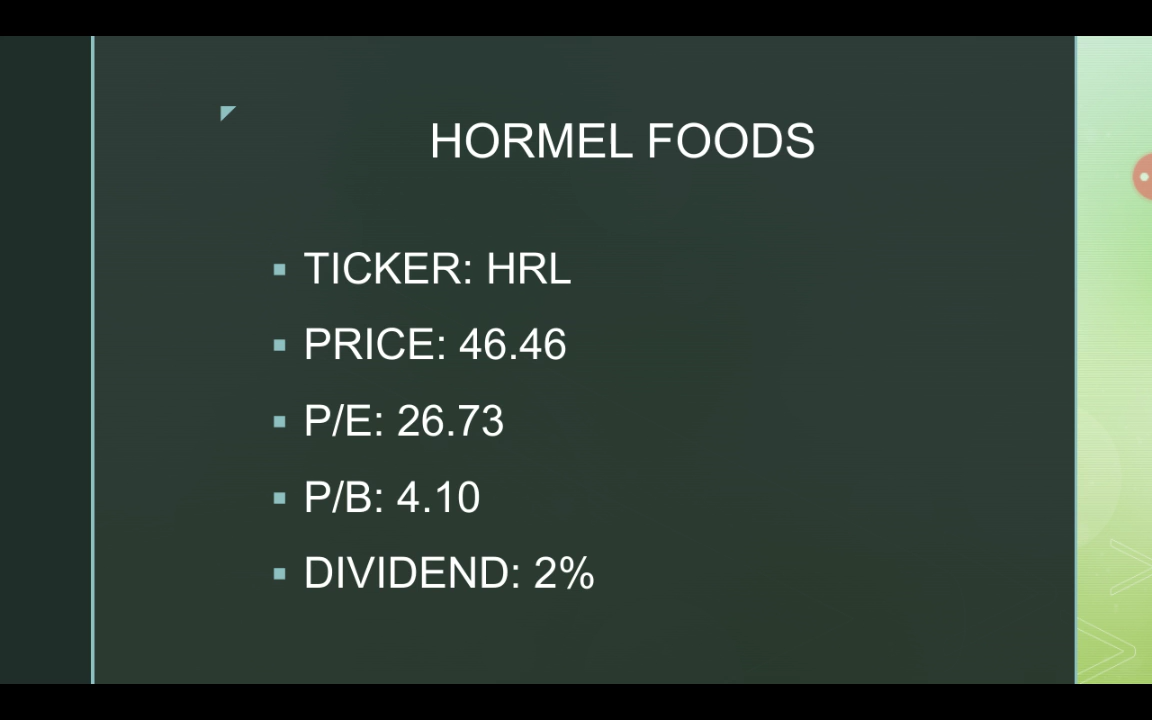 HORMEL FOODS
TICKER: HRL
PRICE: 46.46
P/E: 26.73
P/B: 4.10
DIVIDEND: 2%